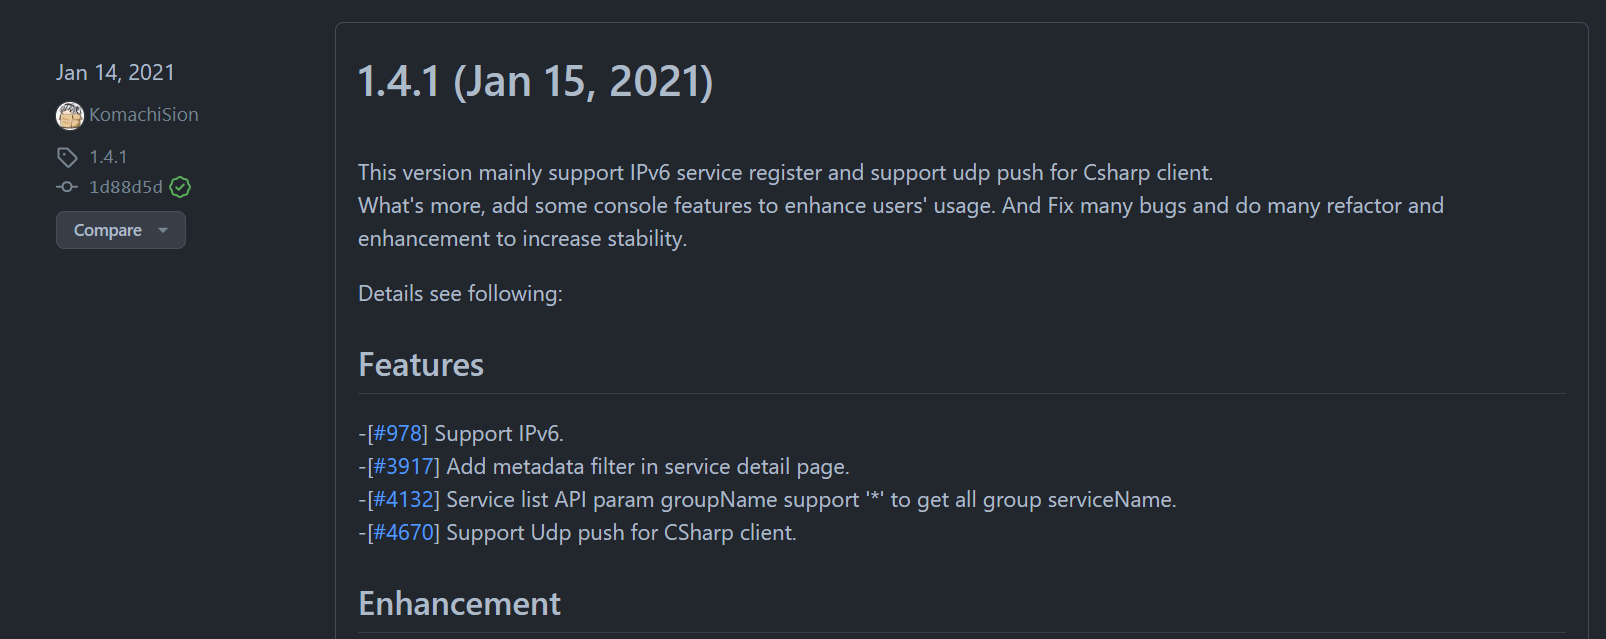 Jan 14, 2021
KomachiSion
1.4.1
1d88d5d
Compare
1.4.1 (Jan 15, 2021)
This version mainly support IPv6 service register and support udp push for Csharp client.
What's more, add some console features to enhance users' usage. And Fix many bugs and do many refactor and
enhancement to increase stability.
Details see following:
Features
-[#978] Support IPv6.
-[#3917] Add metadata filter in service detail page.
-[#4132] Service list API param groupName support '*' to get all group serviceName.
-[#4670] Support Udp push for CSharp client.
Enhancement